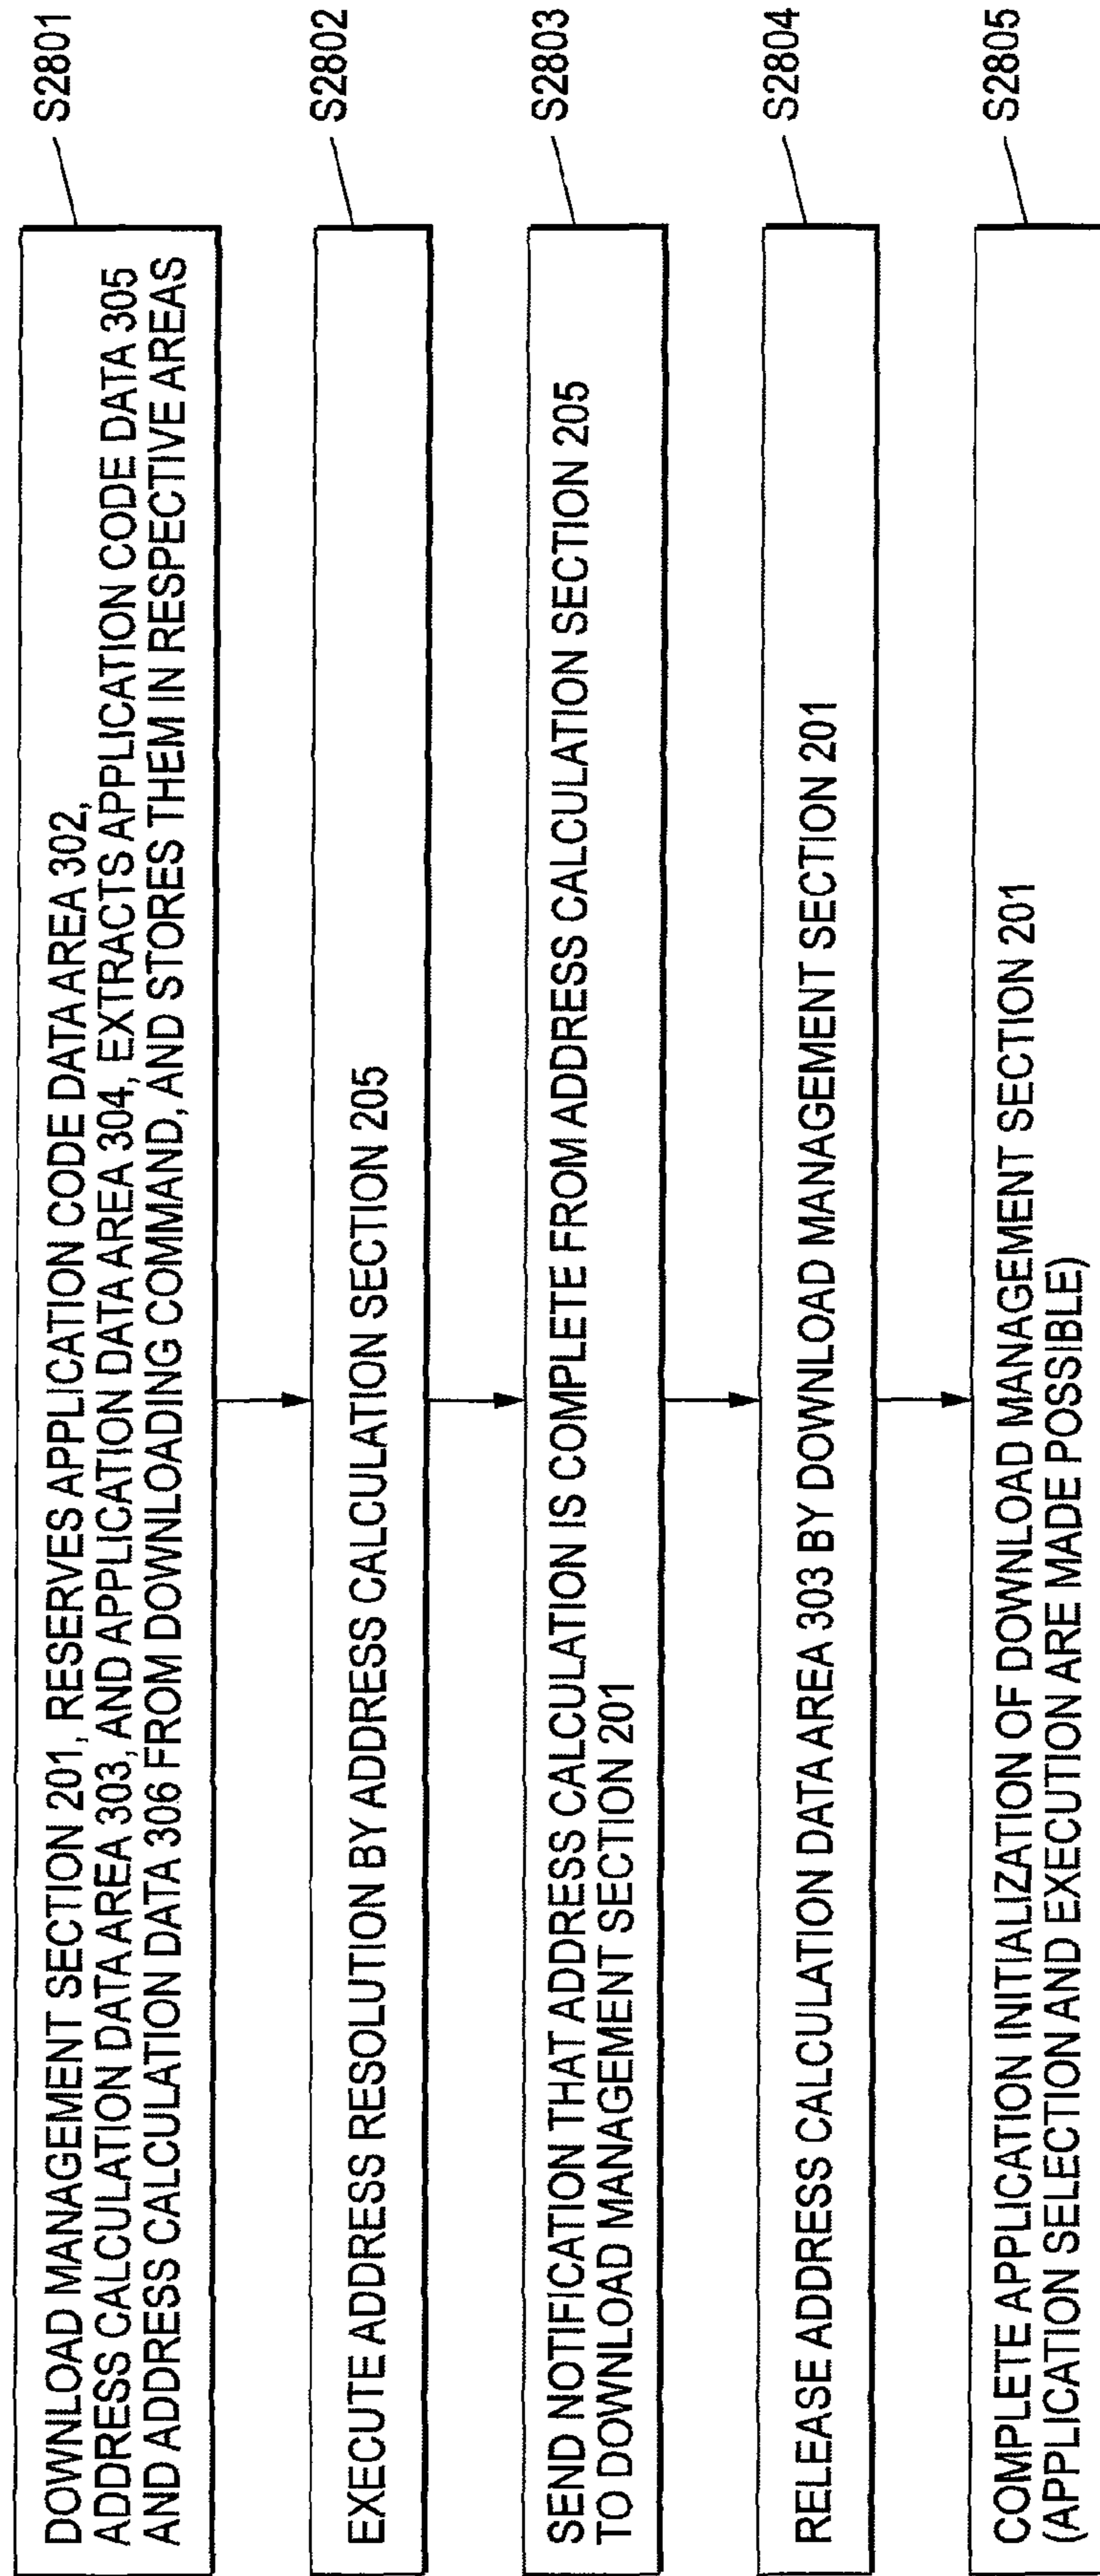 DOWNLOAD MANAGEMENT SECTION 201, RESERVES APPLICATION CODE DATA AREA 302,
ADDRESS CALCULATION DATA AREA 303, AND APPLICATION DATA AREA 304, EXTRACTS APPLICATION CODE DATA 305
AND ADDRESS CALCULATION DATA 306 FROM DOWNLOADING COMMAND, AND STORES THEM IN RESPECTIVE AREAS
S2801
EXECUTE ADDRESS RESOLUTION BY ADDRESS CALCULATION SECTION 205
S2802
SEND NOTIFICATION THAT ADDRESS CALCULATION IS COMPLETE FROM ADDRESS CALCULATION SECTION 205
TO DOWNLOAD MANAGEMENT SECTION 201
S2803
RELEASE ADDRESS CALCULATION DATA AREA 303 BY DOWNLOAD MANAGEMENT SECTION 201
S2804
COMPLETE APPLICATION INITIALIZATION OF DOWNLOAD MANAGEMENT SECTION 201
(APPLICATION SELECTION AND EXECUTION ARE MADE POSSIBLE)
S2805